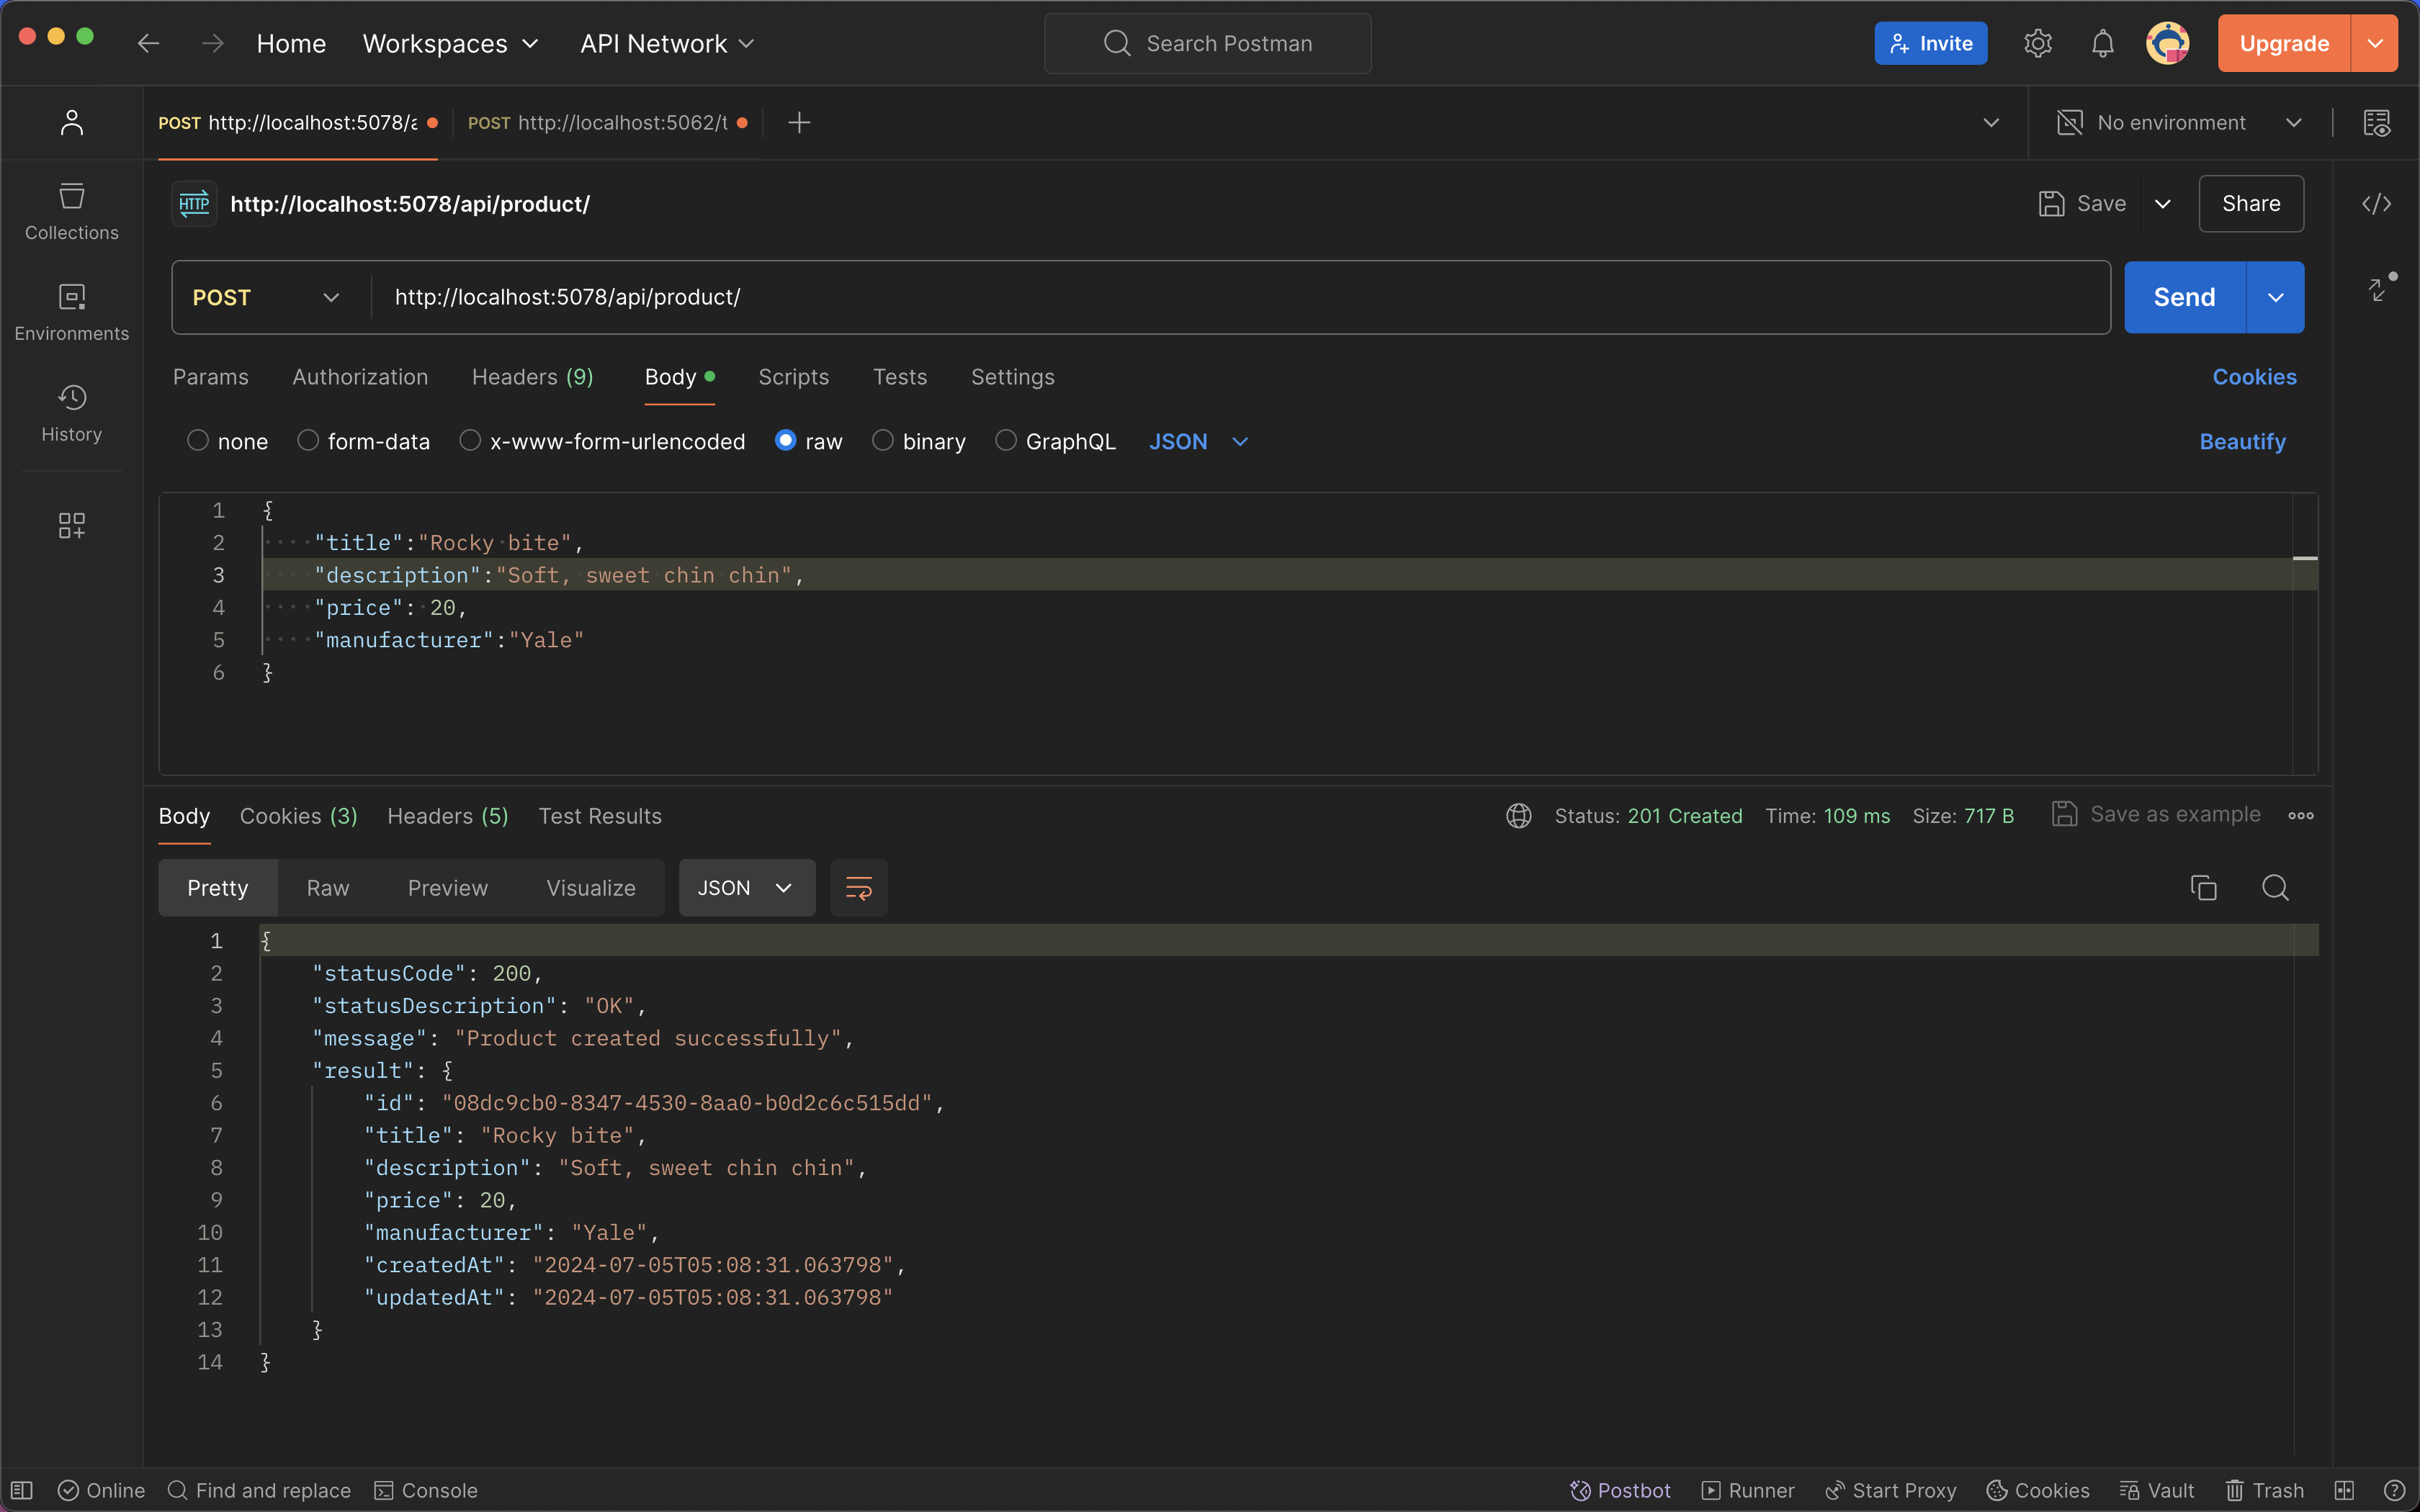 Home Workspaces API Network Search Postman Invite Upgrade
POST http://localhost:5078/a POST http://localhost:5062/t No environment
HTTP http://localhost:5078/api/product/ Save Share
Collections
POST http://localhost:5078/api/product/ Send
Environments
Params Authorization Headers (9) Body Scripts Tests Settings Cookies
History
none form-data x-www-form-urlencoded raw binary GraphQL JSON Beautify
1 {
2 "title":"Rocky bite",
3 "description":"Soft, sweet chin chin",
4 "price": 20,
5 "manufacturer":"Yale"
6 }
Body Cookies (3) Headers (5) Test Results Status: 201 Created Time: 109 ms Size: 717 B Save as example
Pretty Raw Preview Visualize JSON
1 {
2 "statusCode": 200,
3 "statusDescription": "OK",
4 "message": "Product created successfully",
5 "result": {
6 "id": "08dc9cb0-8347-4530-8aa0-b0d2c6c515dd",
7 "title": "Rocky bite",
8 "description": "Soft, sweet chin chin",
9 "price": 20,
10 "manufacturer": "Yale",
11 "createdAt": "2024-07-05T05:08:31.063798",
12 "updatedAt": "2024-07-05T05:08:31.063798"
13 }
14 }
Online Find and replace Console Postbot Runner Start Proxy Cookies Vault Trash